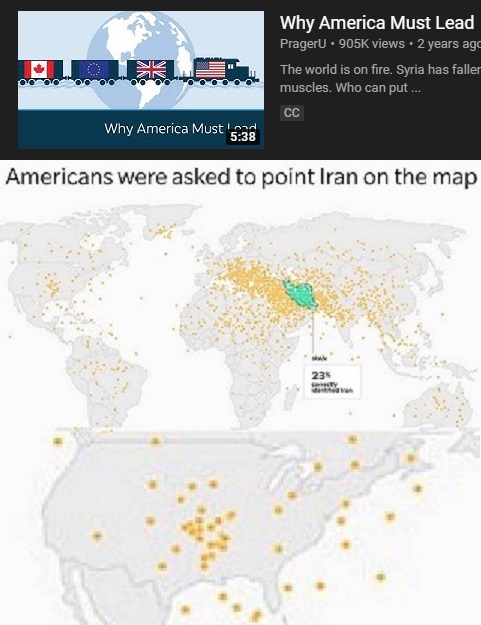 Why America Must Lead
PragerU • 905K views • 2 years ago
The world is on fire. Syria has fallen
muscles. Who can put ...
CC
Why America Must Lead
5:38
Americans were asked to point Iran on the map
23%
correctly
identified Iran